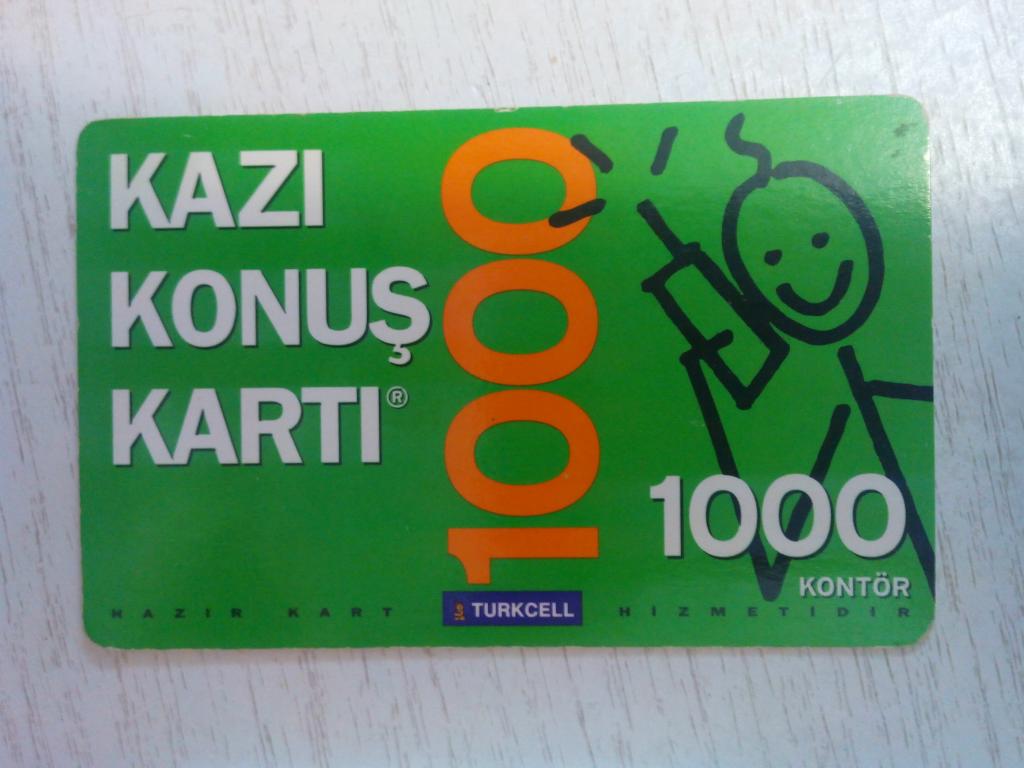 KAZI
KONUŞ
KARTI®
1000
1000
KONTÖR
HAZIR KART
TURKCELL
HİZMETİDİR